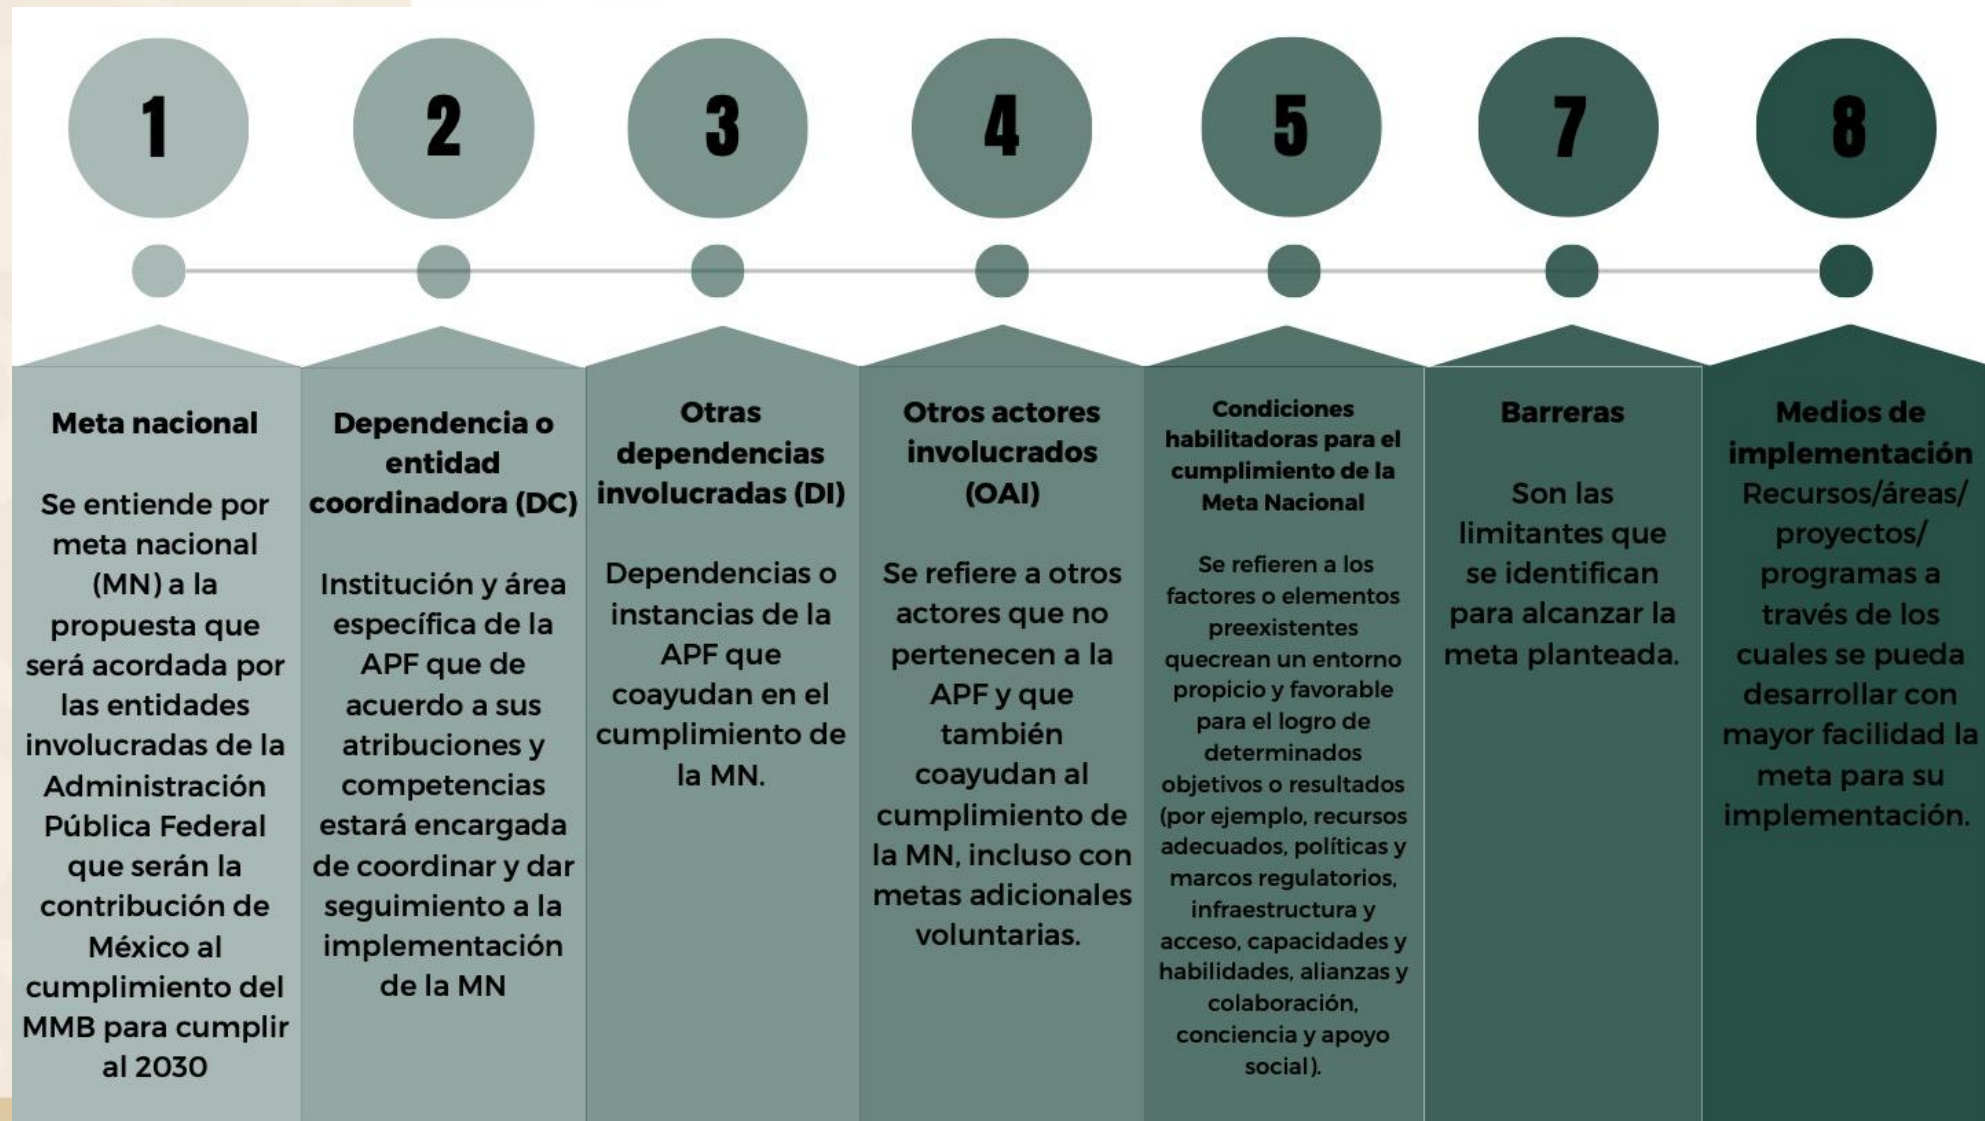 1
2
3
4
5
7
8
Meta nacional
Se entiende por
meta nacional
(MN) a la
propuesta que
será acordada por
las entidades
involucradas de la
Administración
Pública Federal
que serán la
contribución de
México al
cumplimiento del
MMB para cumplir
al 2030
Dependencia o
entidad
coordinadora (DC)
Institución y área
específica de la
APF que de
acuerdo a sus
atribuciones y
competencias
estará encargada
de coordinar y dar
seguimiento a la
implementación
de la MN
Otras
dependencias
involucradas (DI)
Dependencias o
instancias de la
APF que
coayudan en el
cumplimiento de
la MN.
Otros actores
involucrados
(OAI)
Se refiere a otros
actores que no
pertenecen a la
APF y que
también
coayudan al
cumplimiento de
la MN, incluso con
metas adicionales
voluntarias.
Condiciones
habilitadoras para el
cumplimiento de la
Meta Nacional
Se refieren a los
factores o elementos
preexistentes
quecrean un entorno
propicio y favorable
para el logro de
determinados
objetivos o resultados
(por ejemplo, recursos
adecuados, políticas y
marcos regulatorios,
infraestructura y
acceso, capacidades y
habilidades, alianzas y
colaboración,
conciencia y apoyo
social).
Barreras
Son las
limitantes que
se identifican
para alcanzar la
meta planteada.
Medios de
implementación
Recursos/áreas/
proyectos/
programas a
través de los
cuales se pueda
desarrollar con
mayor facilidad la
meta para su
implementación.